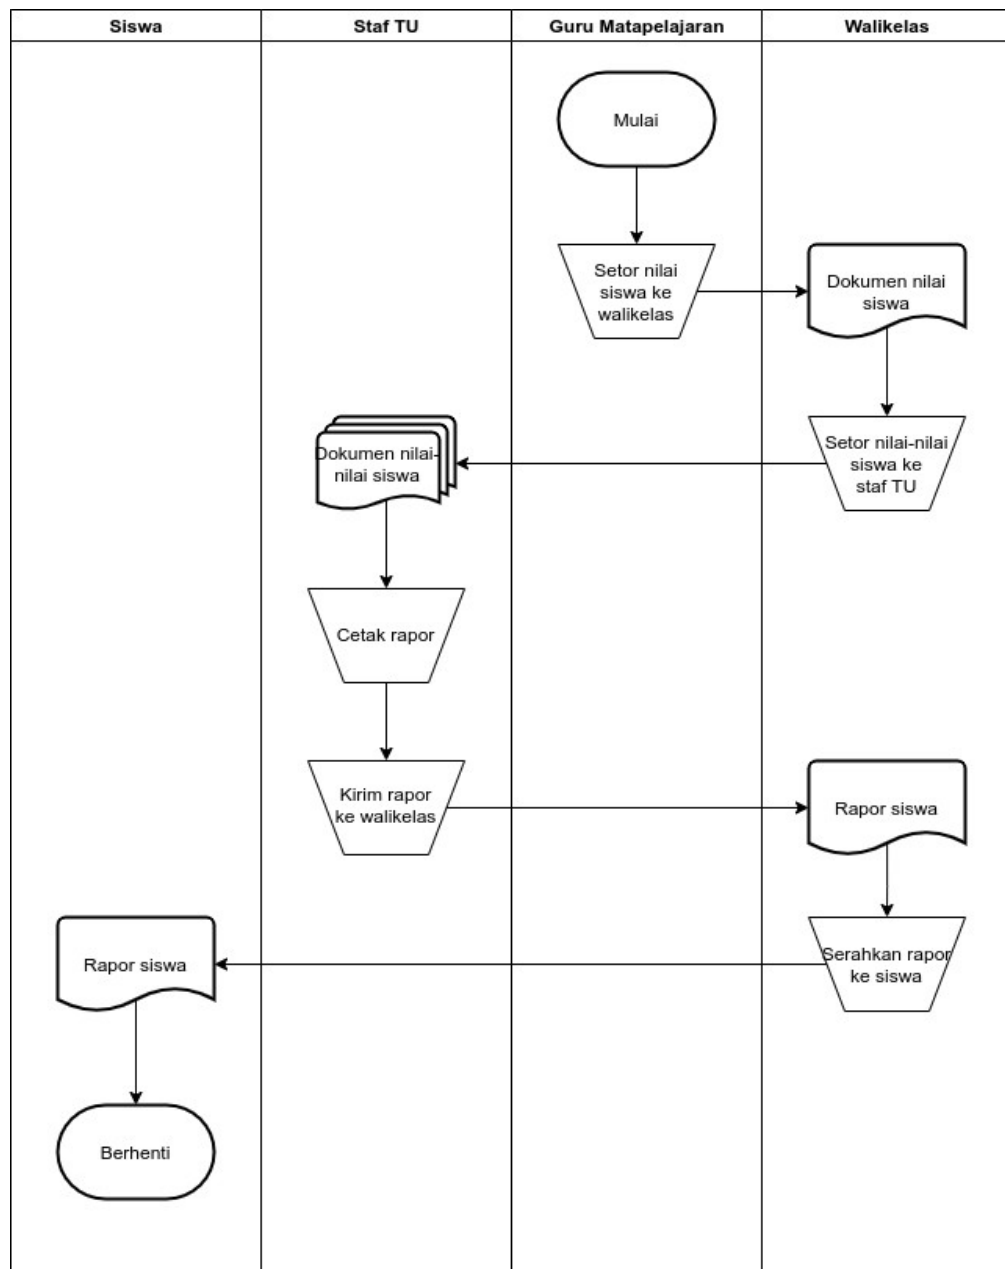 Siswa
Staf TU
Guru Matapelajaran
Walikelas
Mulai
Setor nilai
siswa ke
walikelas
Dokumen nilai
siswa
Setor nilai-nilai
siswa ke
staf TU
Dokumen nilai-
nilai siswa
Cetak rapor
Kirim rapor
ke walikelas
Rapor siswa
Serahkan rapor
ke siswa
Rapor siswa
Berhenti